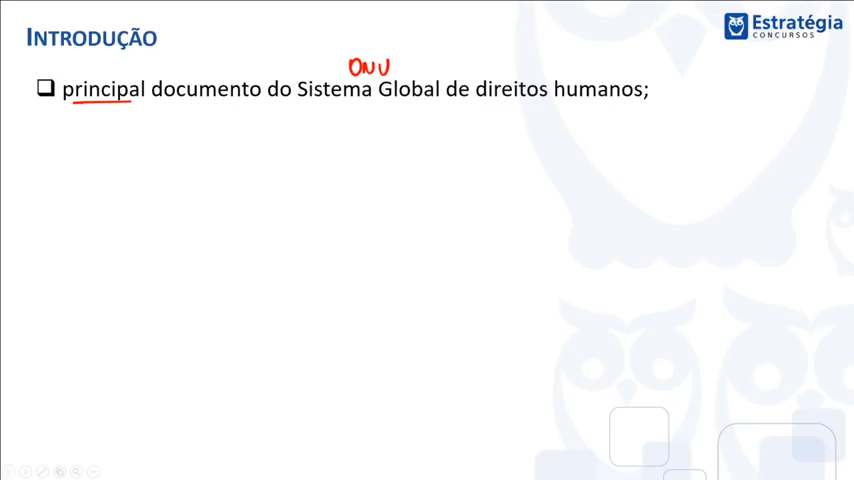 INTRODUÇÃO
Estratégia
CONCURSOS
ONU
principal documento do Sistema Global de direitos humanos;